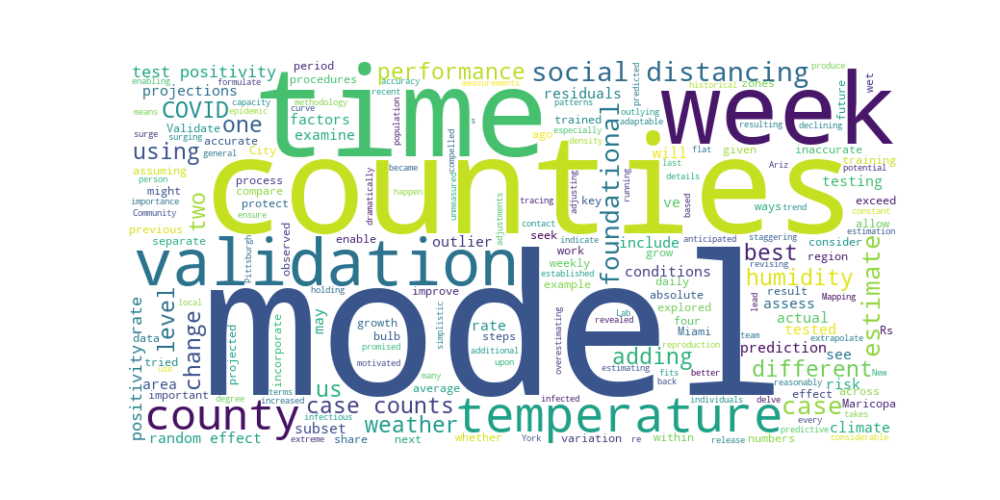 test positivity
period
performance
social distancing
produce
enabling
formulate
procedures
accuracy
measurements
historical
zones
wet
projections
time
residuals
predicted
week
means
capacity
methodology
recent
patterns
outlying
future
COVID
epidemic
factors
curve
trained
adaptable
resulting
declining
surge
Validate
one
examine
population
is
ago
especially
density
surging
accurate
City
using
general
assuming
counties
compelled
last
will
given
flat
Ariz
inaccurate
potential
training
process
became
happen
unmeasured
adjusting
running
details
testing
person
might
compare
dramatically
tracing
key
foundational
ve
based
ways
trend
exceed
importance
protect
two
ensure
adjustments
contact
seek
include
constant
allow
Community
previous
separate
enable
outlier
indicate
work
grow
anticipated
staggering
consider
estimation
Pittsburgh
observed
validation
weekly
established
conditions
daily
revising
best
region
humidity
estimate
local
level
change
holding
improve
model
example
absolute
explored
result
Mapping
assess
extrapolate
data
rate
tried
projected
incorporate
may
growth
bulb
promised
motivated
simplistic
rate
steps
additional
upon
revealed
Lab
overestimating
estimating
four
Miami
reproduction
lead
team
actual
tested
Rs
prediction
see
New
positivity
area
important
use
degree
terms
increased
us
many
average
adding
fits
back
better
different
reasonably
risk
effect
across
county
case counts
subset
weather
infectious
infected
temperature
individuals
delve
case
climate
Maricopa
takes
predictive
random effect
extreme
share
next
whether
York
variation
re
within
every
release
numbers
considerable